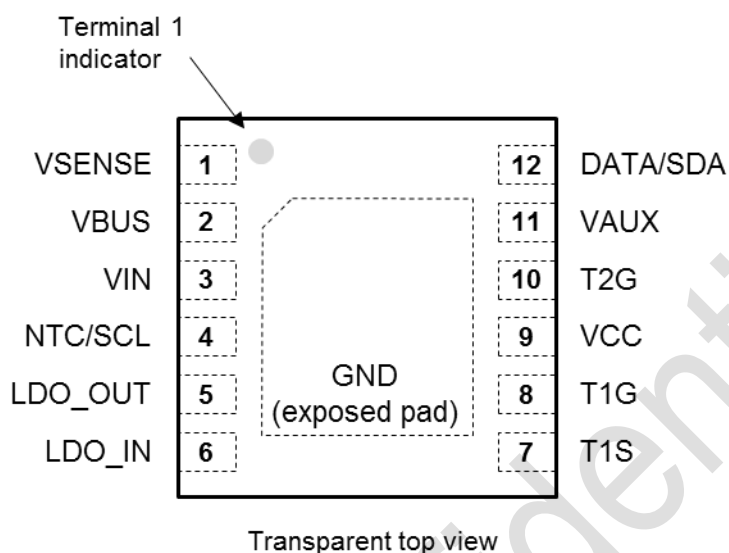 Terminal 1
indicator
VSENSE 1 12 DATA/SDA
VBUS 2 11 VAUX
VIN 3 10 T2G
NTC/SCL 4 9 VCC
LDO_OUT 5 GND 8 T1G
(exposed pad)
LDO_IN 6 7 T1S
Transparent top view